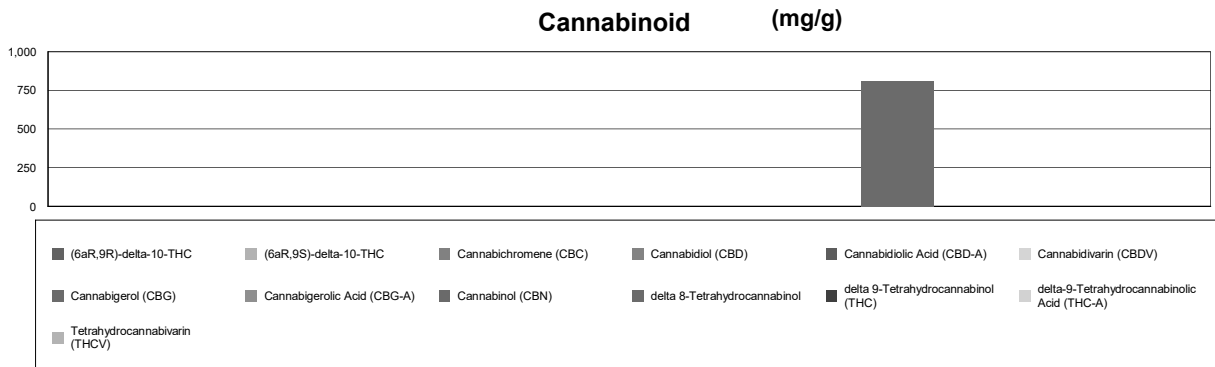 Cannabinoid (mg/g)
1,000
750
500
250
0
(6aR,9R)-delta-10-THC (6aR,9S)-delta-10-THC Cannabichromene (CBC) Cannabidiol (CBD) Cannabidiolic Acid (CBD-A) Cannabidivarin (CBDV)
Cannabigerol (CBG) Cannabigerolic Acid (CBG-A) Cannabinol (CBN) delta 8-Tetrahydrocannabinol delta 9-Tetrahydrocannabinol
(THC) delta-9-Tetrahydrocannabinolic
Acid (THC-A)
Tetrahydrocannabivarin
(THCV)